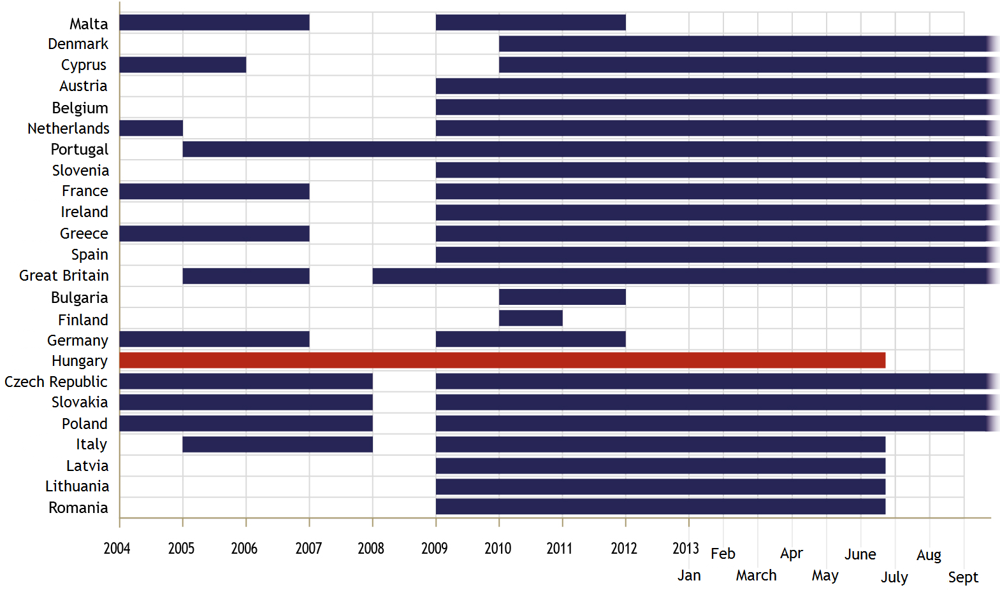 Malta
Denmark
Cyprus
Austria
Belgium
Netherlands
Portugal
Slovenia
France
Ireland
Greece
Spain
Great Britain
Bulgaria
Finland
Germany
Hungary
Czech Republic
Slovakia
Poland
Italy
Latvia
Lithuania
Romania
2004 2005 2006 2007 2008 2009 2010 2011 2012 2013
Feb Apr June Aug
Jan March May July Sept